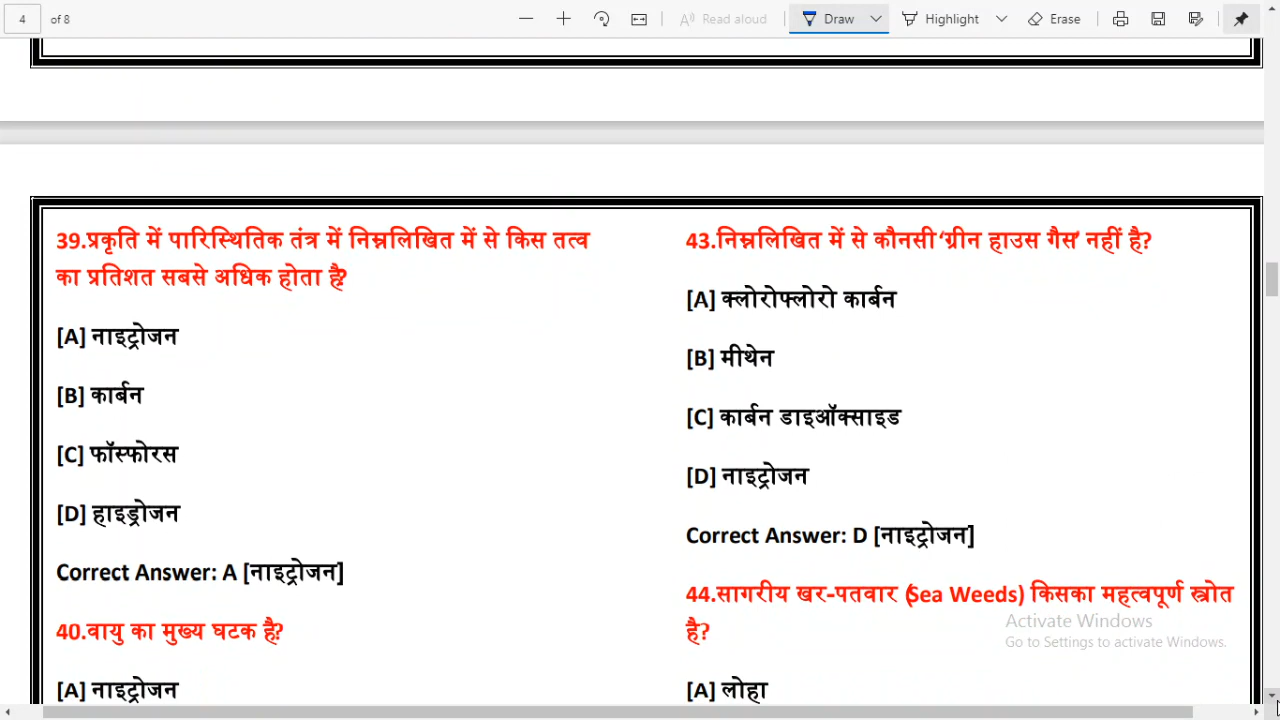 4 of 8 Read aloud Draw Highlight Erase
39.प्रकृति में पारिस्थितिक तंत्र में निम्नलिखित में से किस तत्व
का प्रतिशत सबसे अधिक होता है?
[A] नाइट्रोजन
[B] कार्बन
[C] फॉस्फोरस
[D] हाइड्रोजन
Correct Answer: A [नाइट्रोजन]
40.वायु का मुख्य घटक है?
[A] नाइट्रोजन
43.निम्नलिखित में से कौनसी ‘ग्रीन हाउस गैस’ नहीं है?
[A] क्लोरोफ्लोरो कार्बन
[B] मीथेन
[C] कार्बन डाइऑक्साइड
[D] नाइट्रोजन
Correct Answer: D [नाइट्रोजन]
44.सागरीय खर-पतवार (Sea Weeds) किसका महत्वपूर्ण स्त्रोत
है?
[A] लोहा
Activate Windows
Go to Settings to activate Windows.